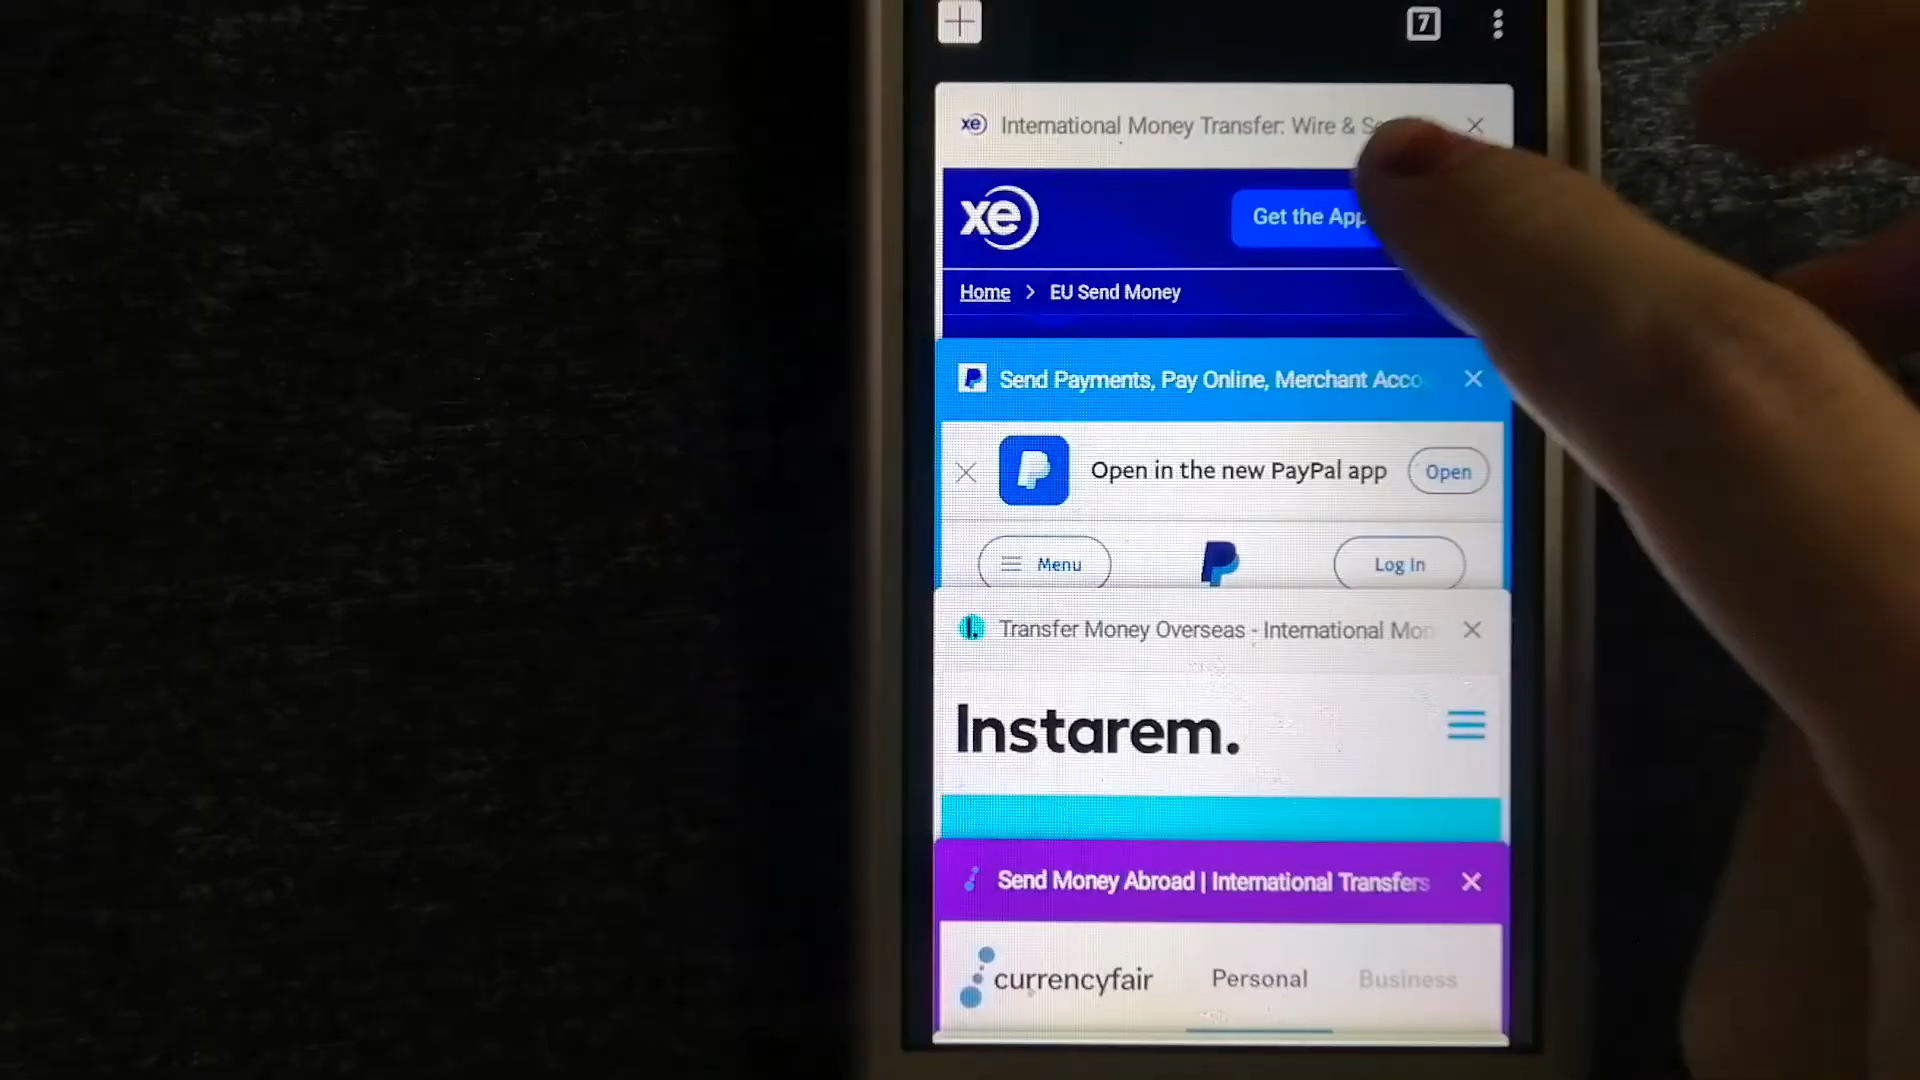 7
xe International Money Transfer: Wire &
xe Get the App
Home > EU Send Money
Send Payments, Pay Online, Merchant Acco
Open in the new PayPal app Open
Menu Log In
Transfer Money Overseas - International Mon
Instarem.
Send Money Abroad | International Transfers
currencyfair Personal Business